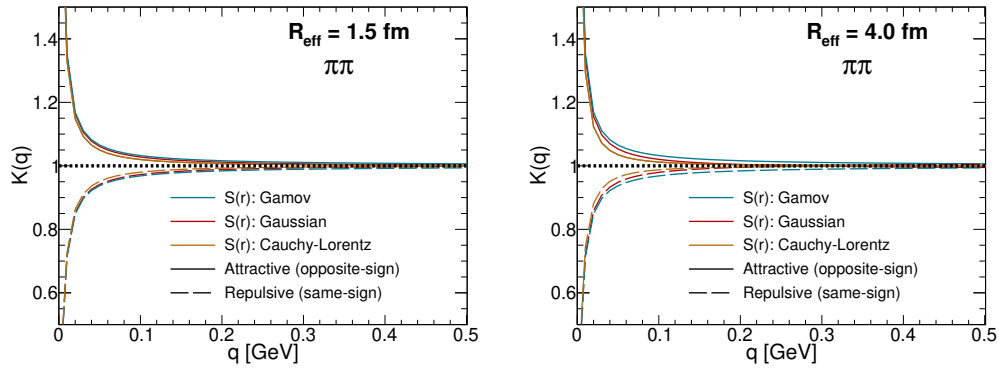 R_eff = 1.5 fm
ππ
K(q)
1.4
1.2
1
0.8
0.6
S(r): Gamov
S(r): Gaussian
S(r): Cauchy-Lorentz
Attractive (opposite-sign)
Repulsive (same-sign)
0 0.1 0.2 0.3 0.4 0.5
q [GeV]
R_eff = 4.0 fm
ππ
K(q)
1.4
1.2
1
0.8
0.6
S(r): Gamov
S(r): Gaussian
S(r): Cauchy-Lorentz
Attractive (opposite-sign)
Repulsive (same-sign)
0 0.1 0.2 0.3 0.4 0.5
q [GeV]